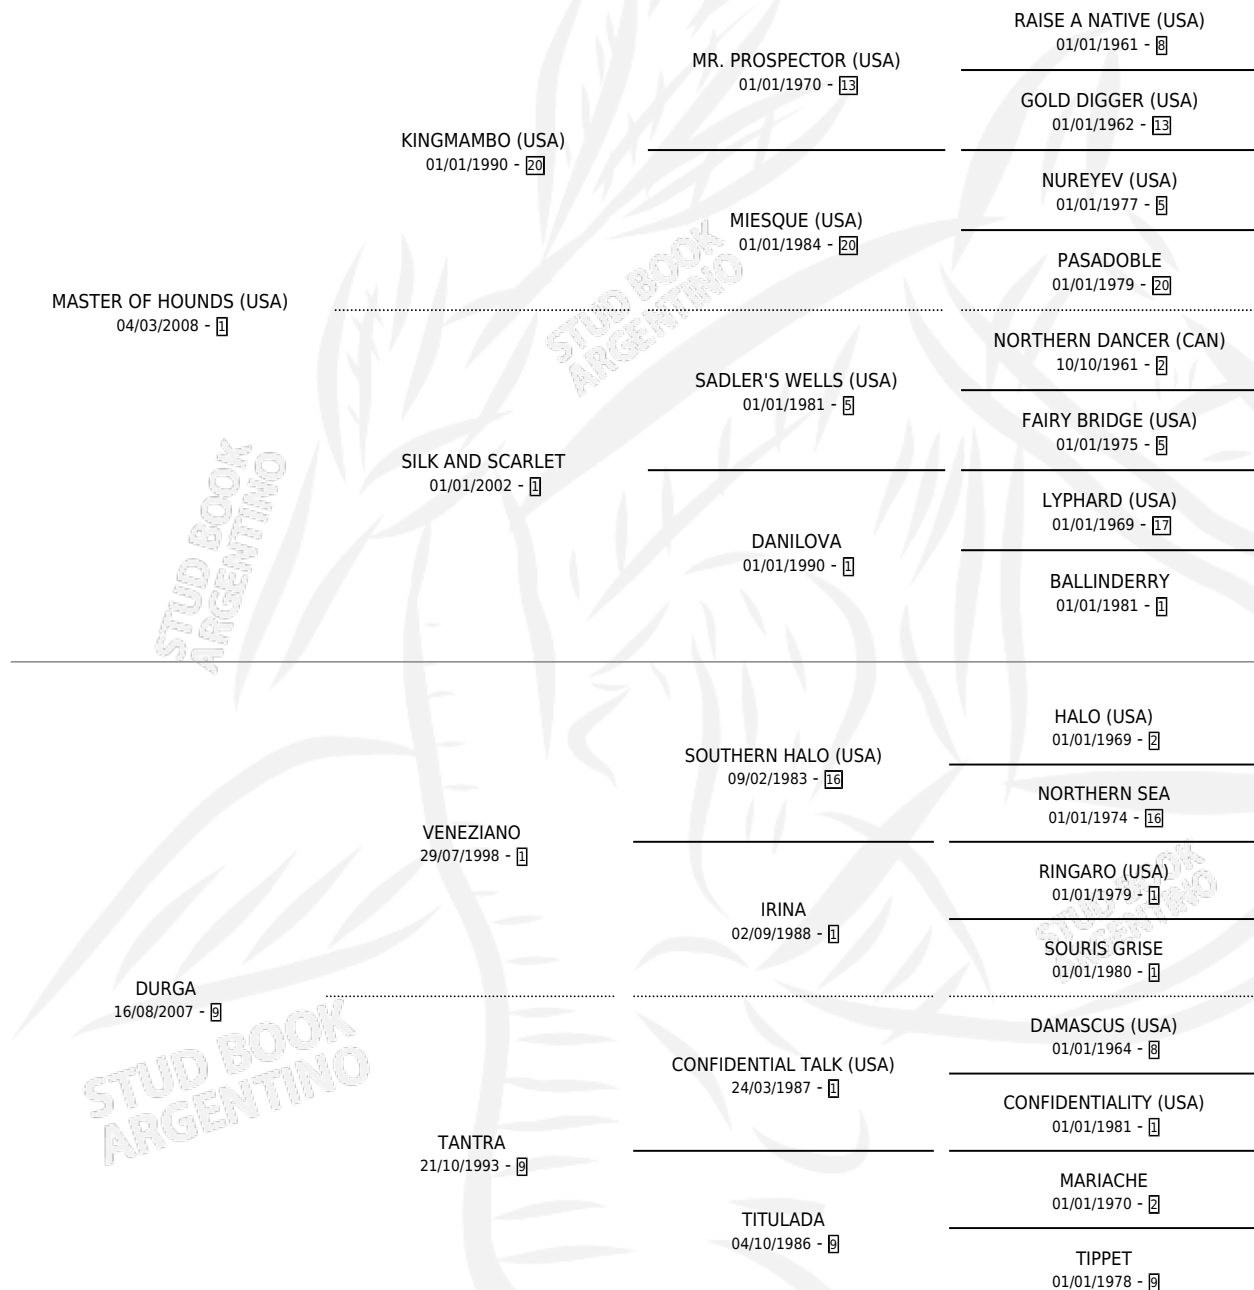 RAISE A NATIVE (USA)
01/01/1961 - 8
MR. PROSPECTOR (USA)
01/01/1970 - 13
GOLD DIGGER (USA)
01/01/1962 - 13
KINGMAMBO (USA)
01/01/1990 - 20
NUREYEV (USA)
01/01/1977 - 5
MIESQUE (USA)
01/01/1984 - 20
PASADOBLE
01/01/1979 - 20
MASTER OF HOUNDS (USA)
04/03/2008 - 1
NORTHERN DANCER (CAN)
10/10/1961 - 2
SADLER'S WELLS (USA)
01/01/1981 - 5
FAIRY BRIDGE (USA)
01/01/1975 - 5
SILK AND SCARLET
01/01/2002 - 1
LYPHARD (USA)
01/01/1969 - 17
DANILOVA
01/01/1990 - 1
BALLINDERRY
01/01/1981 - 1
STUD BOOK
ARGENTINO
STUD BOOK
ARGENTINO
HALO (USA)
01/01/1969 - 2
SOUTHERN HALO (USA)
09/02/1983 - 16
NORTHERN SEA
01/01/1974 - 16
VENEZIANO
29/07/1998 - 1
RINGARO (USA)
01/01/1979 - 1
IRINA
02/09/1988 - 1
SOURIS GRISE
01/01/1980 - 1
DURGA
16/08/2007 - 9
DAMASCUS (USA)
01/01/1964 - 8
CONFIDENTIAL TALK (USA)
24/03/1987 - 1
CONFIDENTIALITY (USA)
01/01/1981 - 1
TANTRA
21/10/1993 - 9
MARIACHE
01/01/1970 - 2
TITULADA
04/10/1986 - 9
TIPPET
01/01/1978 - 9
STUD BOOK
ARGENTINO
STUD BOOK
ARGENTINO